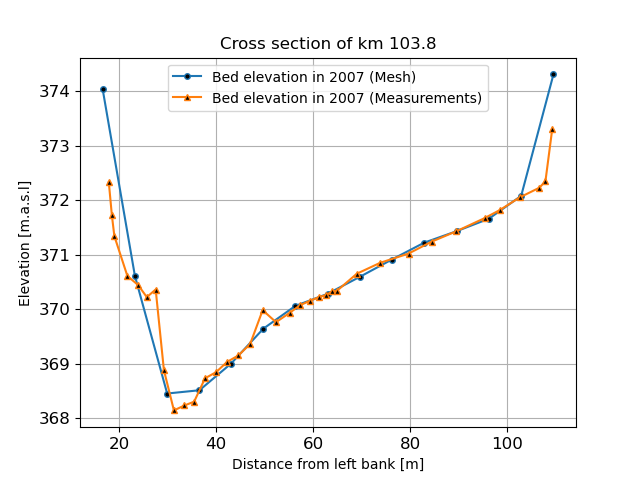 Cross section of km 103.8
Bed elevation in 2007 (Mesh)
Bed elevation in 2007 (Measurements)
Elevation [m.a.s.l]
374
373
372
371
370
369
368
20 40 60 80 100
Distance from left bank [m]